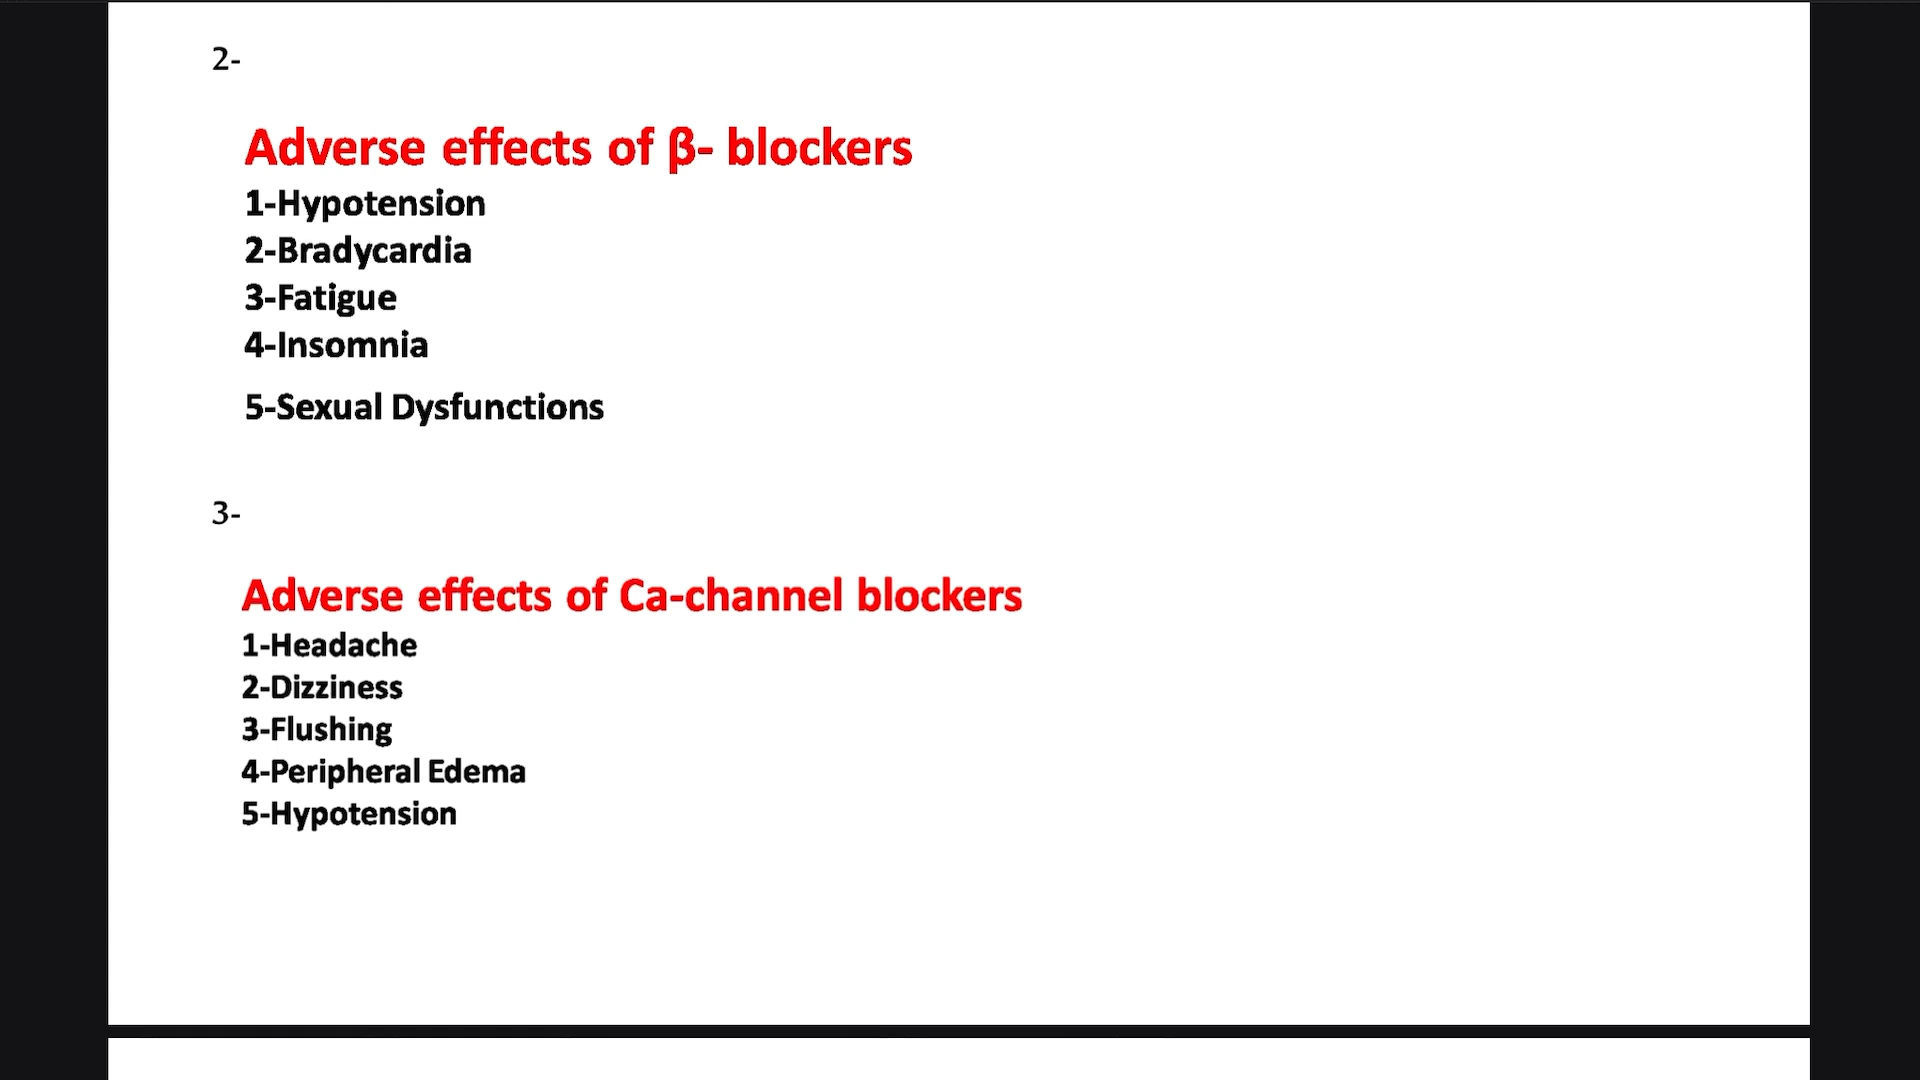 2-
Adverse effects of β- blockers
1-Hypotension
2-Bradycardia
3-Fatigue
4-Insomnia
5-Sexual Dysfunctions
3-
Adverse effects of Ca-channel blockers
1-Headache
2-Dizziness
3-Flushing
4-Peripheral Edema
5-Hypotension